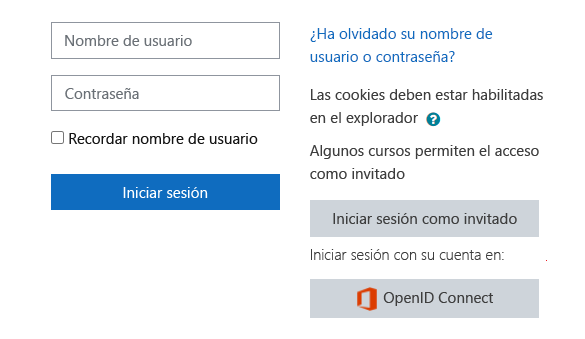 Nombre de usuario
Contraseña
Recordar nombre de usuario
Iniciar sesión
¿Ha olvidado su nombre de
usuario o contraseña?
Las cookies deben estar habilitadas
en el explorador ?
Algunos cursos permiten el acceso
como invitado
Iniciar sesión como invitado
Iniciar sesión con su cuenta en:
OpenID Connect